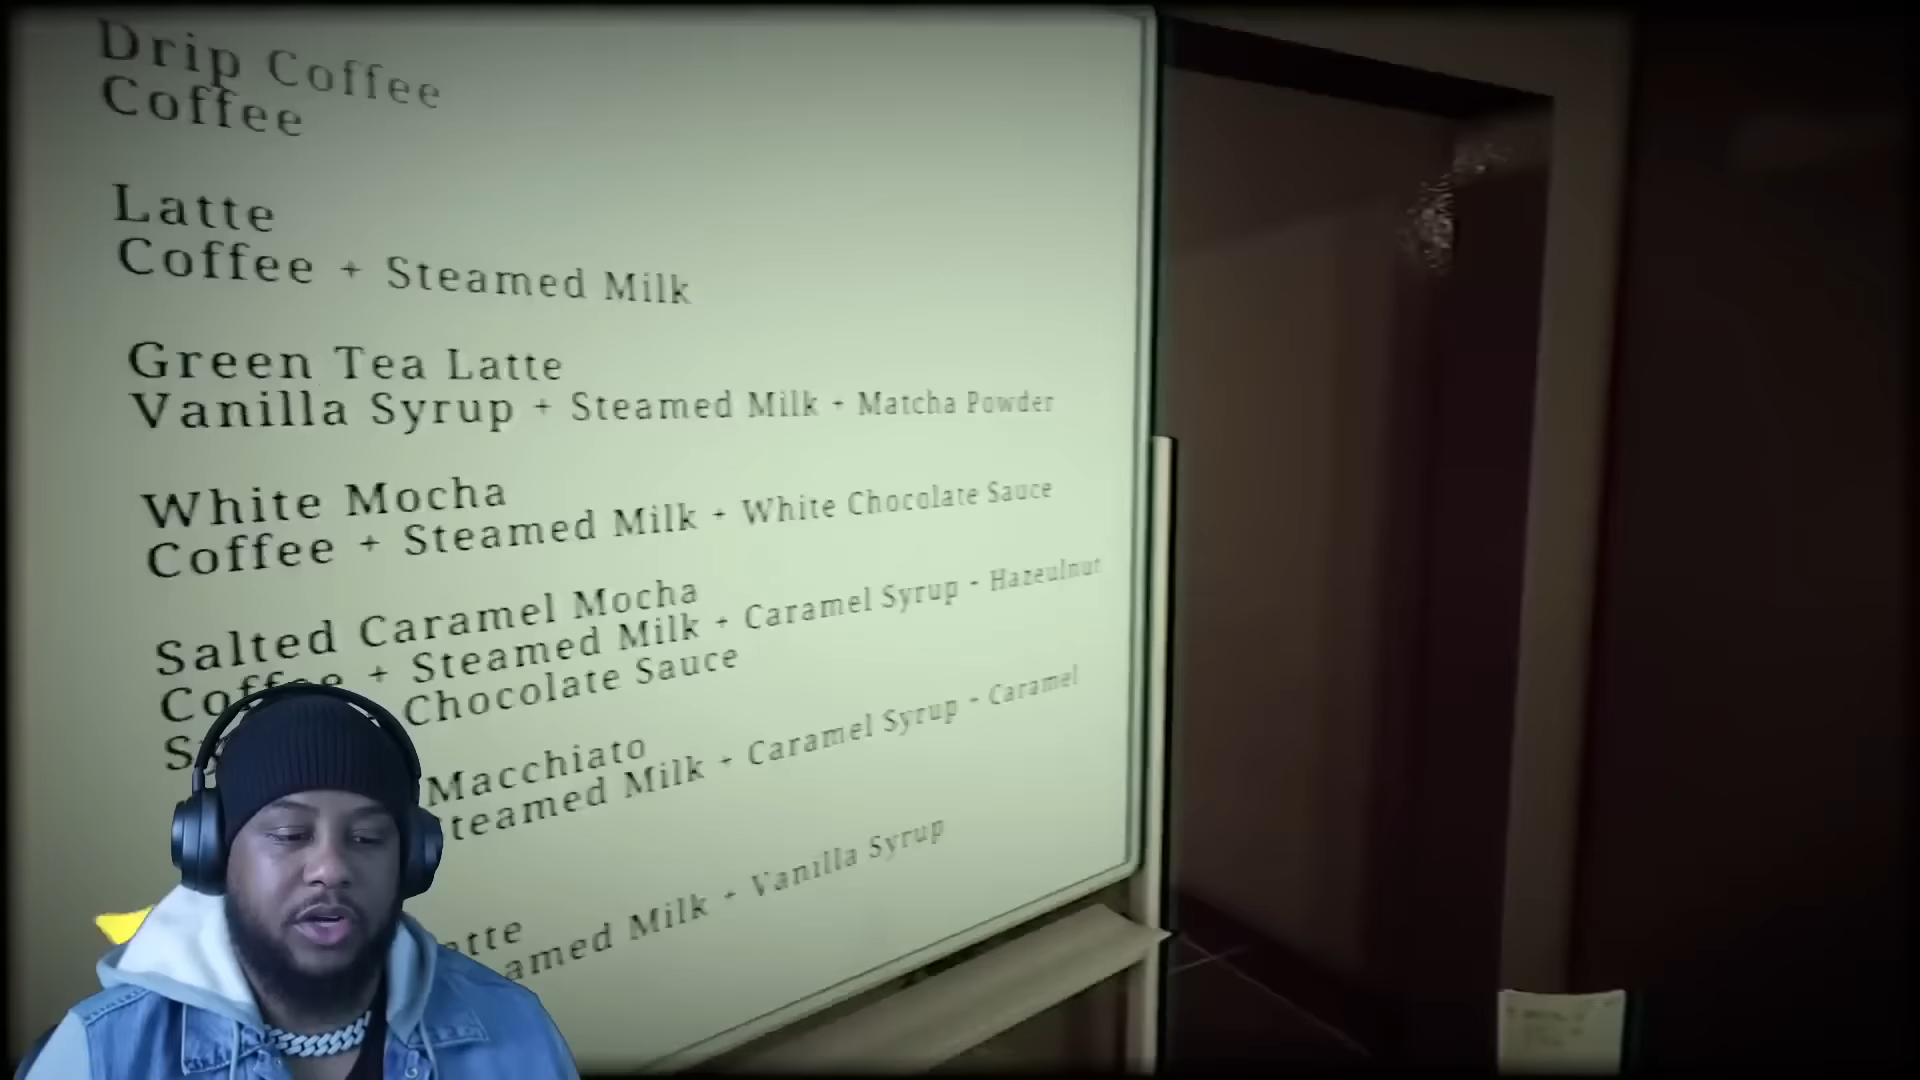 Drip Coffee
Coffee
Latte
Coffee + Steamed Milk
Green Tea Latte
Vanilla Syrup + Steamed Milk + Matcha Powder
White Mocha
Coffee + Steamed Milk + White Chocolate Sauce
Salted Caramel Mocha
Coffee + Steamed Milk + Caramel Syrup - Hazeulnut
Chocolate Sauce
Macchiato
Milk + Caramel Syrup - Caramel
Milk + Vanilla Syrup